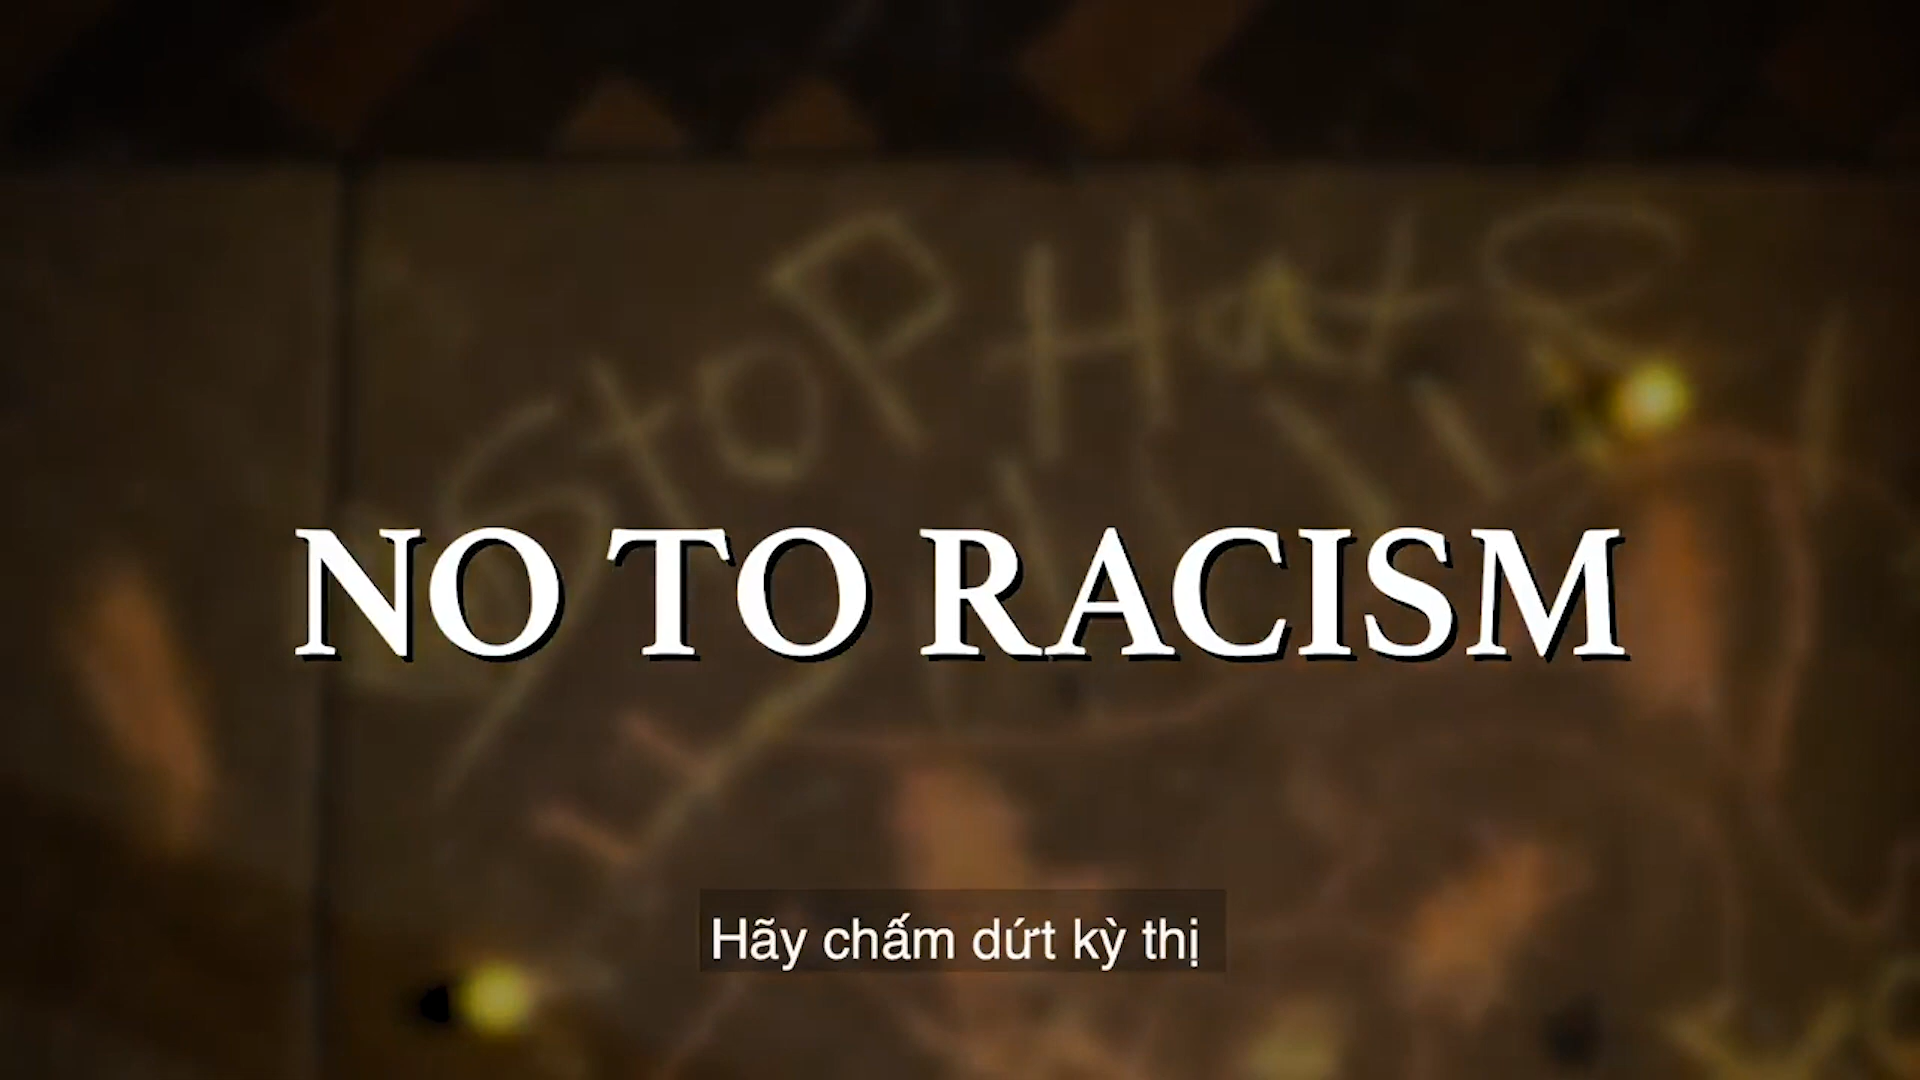 Stop Hate
NO TO RACISM
Hãy chấm dứt kỳ thị